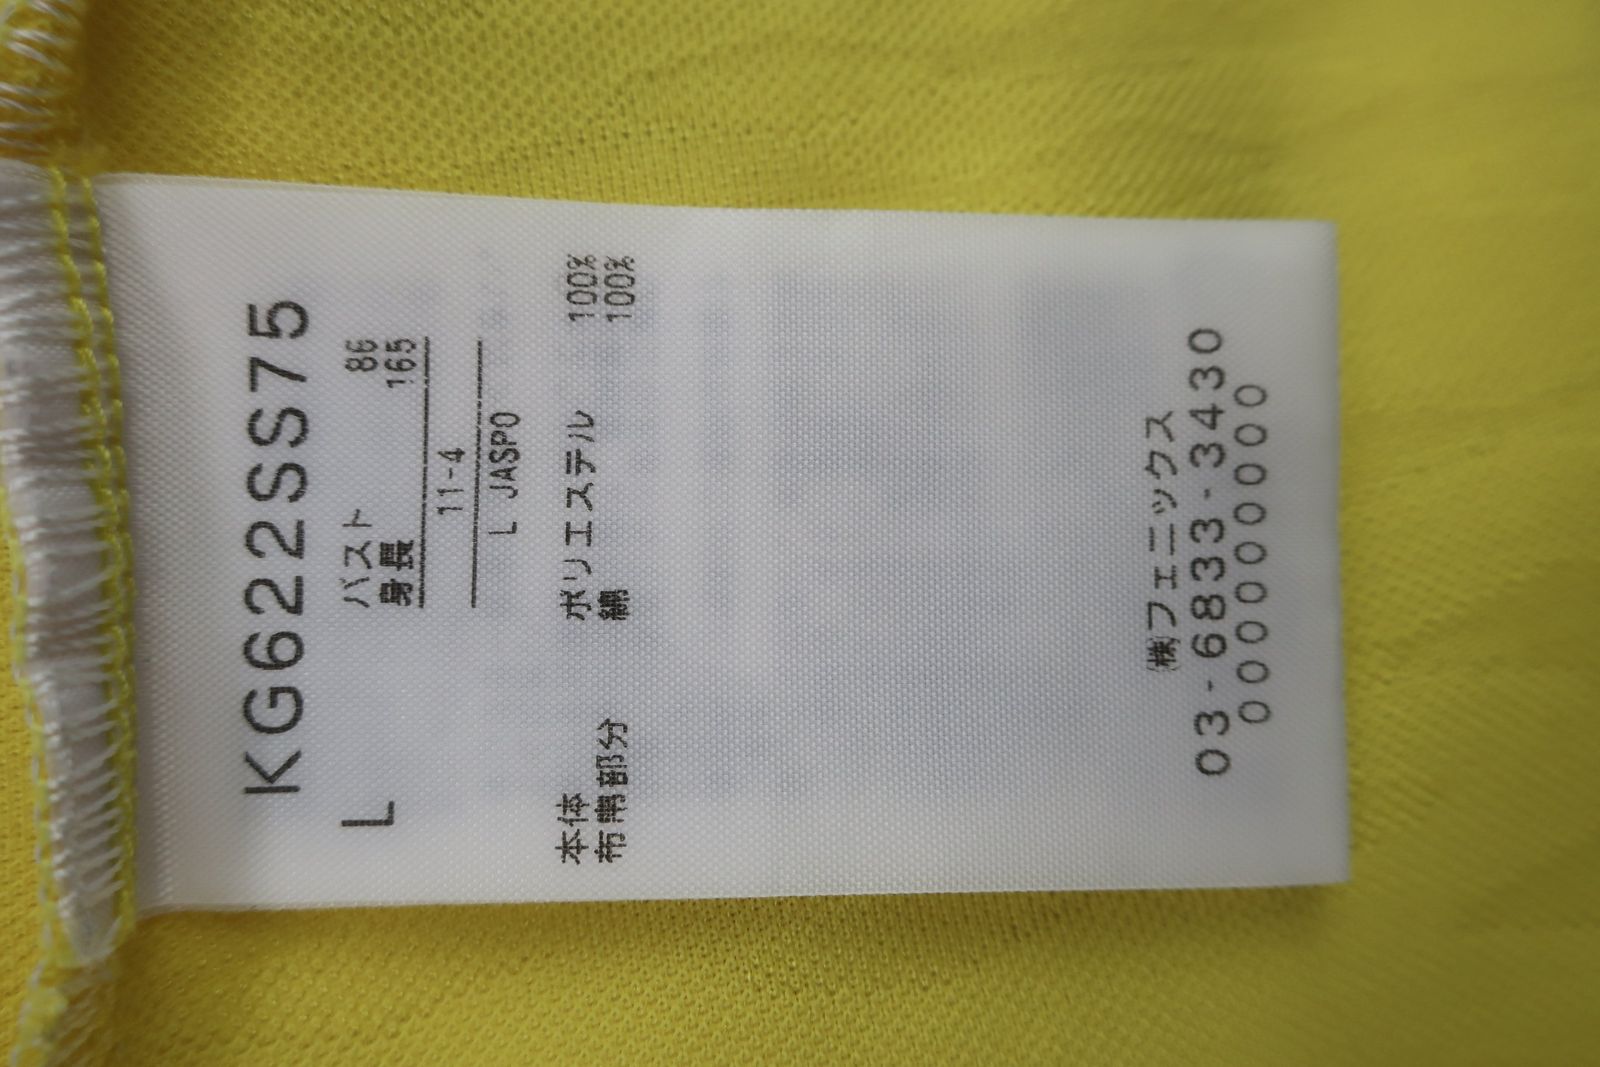 KG622SS75
L
バスト 86
身長 165
11-4
L JASPO
本体 ポリエステル 100%
布帛部分 綿 100%
㈱フェニックス
03-6833-3430
000000000